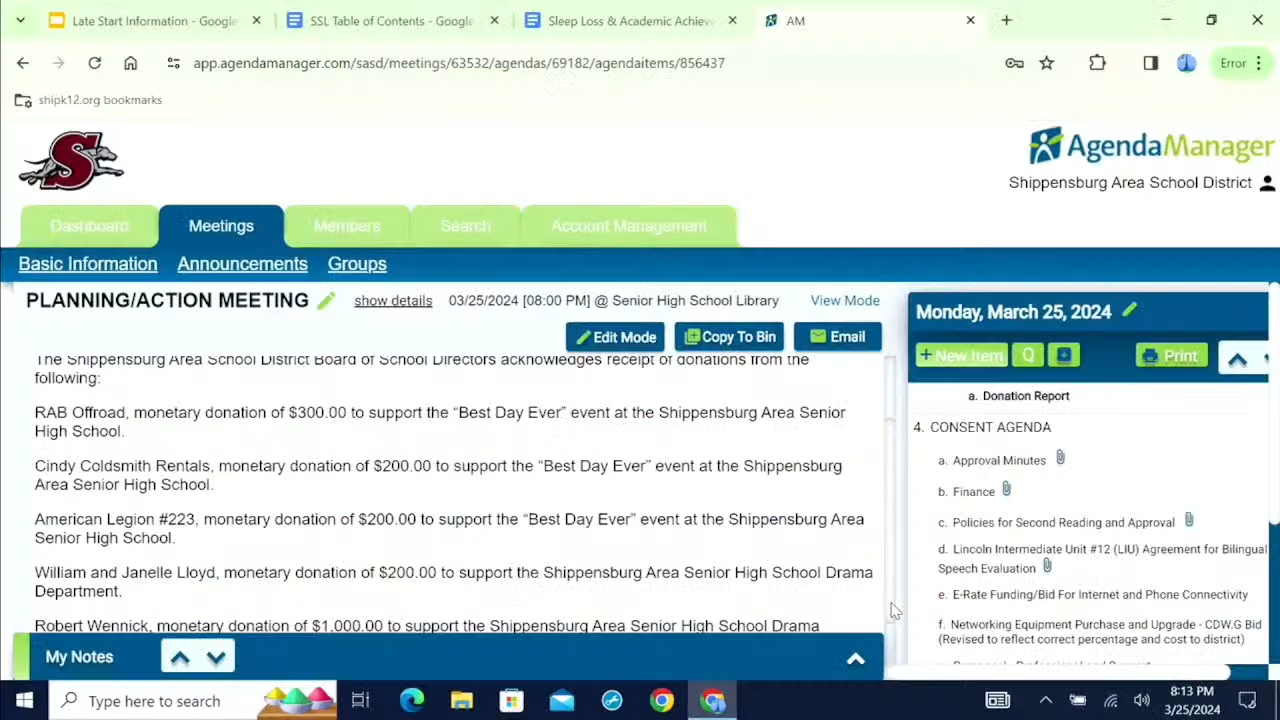 Late Start Information - Google
SSL Table of Contents - Google
Sleep Loss & Academic Achiev
AM
app.agendamanager.com/sasd/meetings/63532/agendas/69182/agendaitems/856437
Error
shipk12.org bookmarks
S
AgendaManager
Shippensburg Area School District
Dashboard
Meetings
Members
Search
Account Management
Basic Information
Announcements
Groups
PLANNING/ACTION MEETING
show details
03/25/2024 [08:00 PM] @ Senior High School Library
View Mode
Edit Mode
Copy To Bin
Email
The Shippensburg Area School District Board of School Directors acknowledges receipt of donations from the
following:
RAB Offroad, monetary donation of $300.00 to support the “Best Day Ever” event at the Shippensburg Area Senior
High School.
Cindy Coldsmith Rentals, monetary donation of $200.00 to support the “Best Day Ever” event at the Shippensburg
Area Senior High School.
American Legion #223, monetary donation of $200.00 to support the “Best Day Ever” event at the Shippensburg Area
Senior High School.
William and Janelle Lloyd, monetary donation of $200.00 to support the Shippensburg Area Senior High School Drama
Department.
Robert Wennick, monetary donation of $1,000.00 to support the Shippensburg Area Senior High School Drama
My Notes
Monday, March 25, 2024
+ New Item
Q
Print
a. Donation Report
4. CONSENT AGENDA
a. Approval Minutes
b. Finance
c. Policies for Second Reading and Approval
d. Lincoln Intermediate Unit #12 (LIU) Agreement for Bilingual
Speech Evaluation
e. E-Rate Funding/Bid For Internet and Phone Connectivity
f. Networking Equipment Purchase and Upgrade - CDW.G Bid
(Revised to reflect correct percentage and cost to district)
Type here to search
8:13 PM
3/25/2024